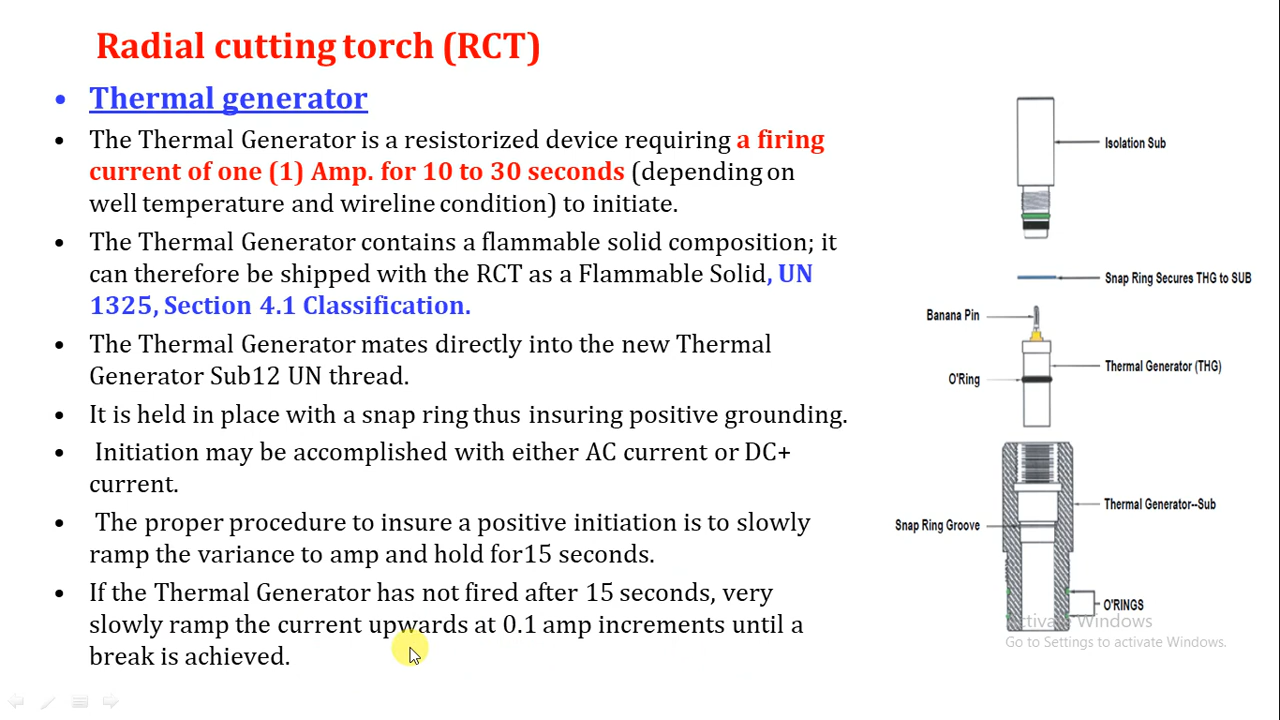 Radial cutting torch (RCT)
• Thermal generator
• The Thermal Generator is a resistorized device requiring a firing
current of one (1) Amp. for 10 to 30 seconds (depending on
well temperature and wireline condition) to initiate.
• The Thermal Generator contains a flammable solid composition; it
can therefore be shipped with the RCT as a Flammable Solid, UN
1325, Section 4.1 Classification.
• The Thermal Generator mates directly into the new Thermal
Generator Sub12 UN thread.
• It is held in place with a snap ring thus insuring positive grounding.
• Initiation may be accomplished with either AC current or DC+
current.
• The proper procedure to insure a positive initiation is to slowly
ramp the variance to amp and hold for15 seconds.
• If the Thermal Generator has not fired after 15 seconds, very
slowly ramp the current upwards at 0.1 amp increments until a
break is achieved.
Isolation Sub
Snap Ring Secures THG to SUB
Banana Pin
Thermal Generator (THG)
O'Ring
Thermal Generator--Sub
Snap Ring Groove
O'RINGS
Activate Windows
Go to Settings to activate Windows.